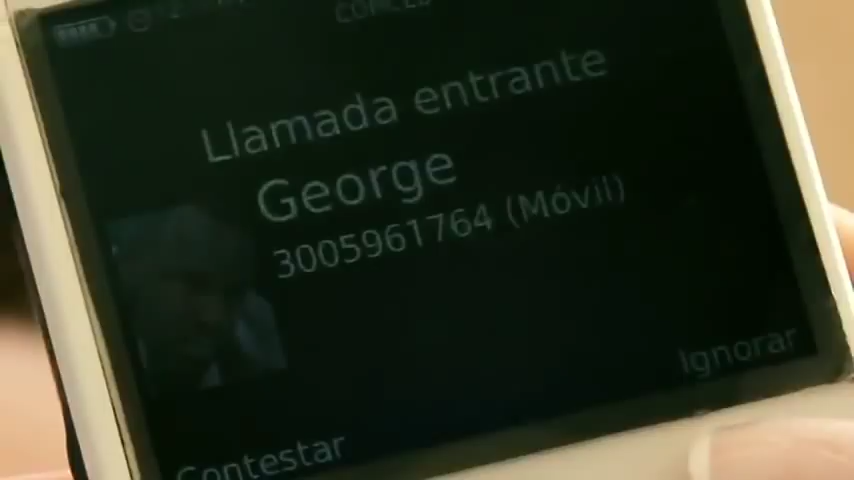 Llamada entrante
George
3005961764 (Móvil)
Ignorar
Contestar